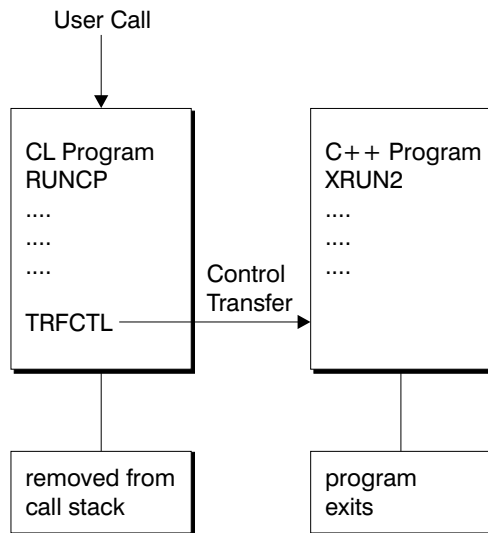 User Call
CL Program
RUNCP
....
....
....
TRFCTL
Control
Transfer
C++ Program
XRUN2
....
....
....
removed from
call stack
program
exits